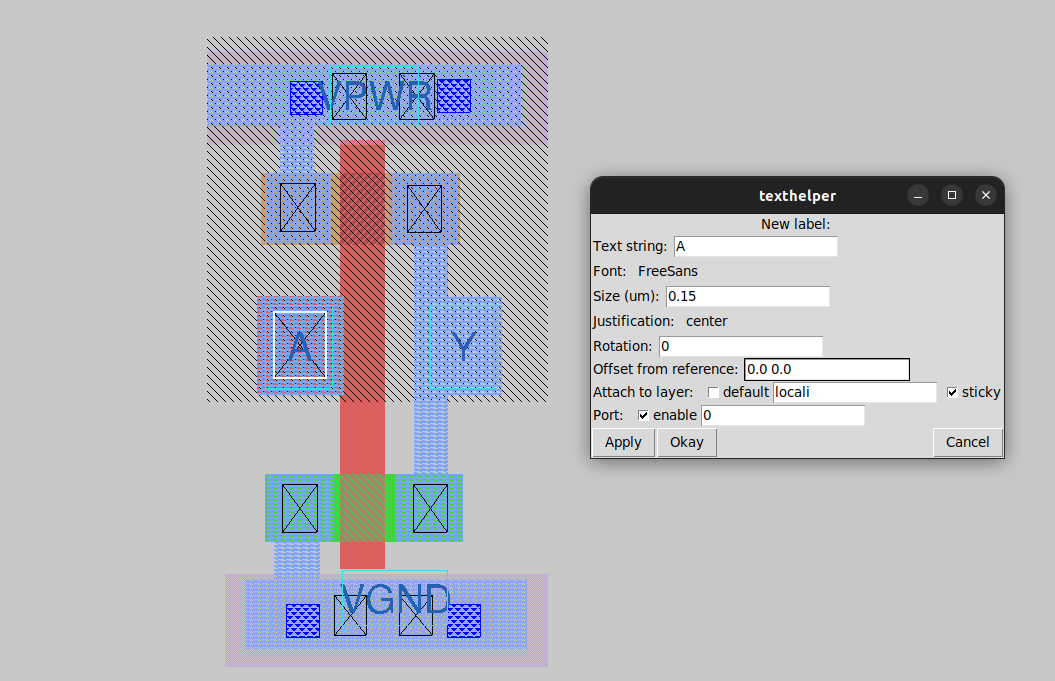 VPWR
A
Y
VGND
texthelper
New label:
Text string: A
Font: FreeSans
Size (um): 0.15
Justification: center
Rotation: 0
Offset from reference: 0.0 0.0
Attach to layer: default locali sticky
Port: enable 0
Apply Okay Cancel